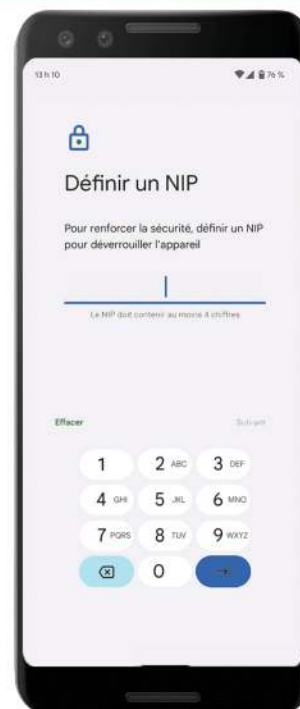 13 h 10
76 %
Définir un NIP
Pour renforcer la sécurité, définir un NIP
pour déverrouiller l'appareil
Le NIP doit contenir au moins 4 chiffres
Effacer
Suivant
1
2 ABC
3 DEF
4 GHI
5 JKL
6 MNO
7 PQRS
8 TUV
9 WXYZ
0